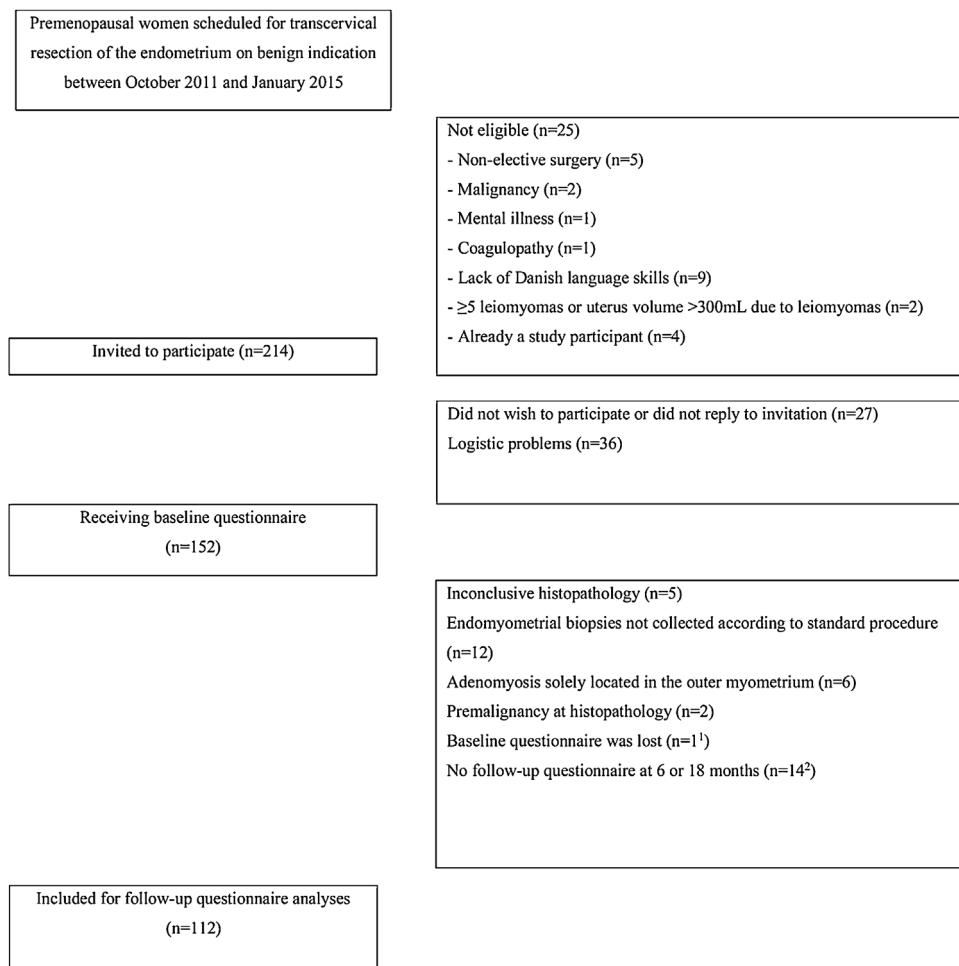 Premenopausal women scheduled for transcervical
resection of the endometrium on benign indication
between October 2011 and January 2015
Not eligible (n=25)
- Non-elective surgery (n=5)
- Malignancy (n=2)
- Mental illness (n=1)
- Coagulopathy (n=1)
- Lack of Danish language skills (n=9)
- ≥5 leiomyomas or uterus volume >300mL due to leiomyomas (n=2)
- Already a study participant (n=4)
Invited to participate (n=214)
Did not wish to participate or did not reply to invitation (n=27)
Logistic problems (n=36)
Receiving baseline questionnaire
(n=152)
Inconclusive histopathology (n=5)
Endomyometrial biopsies not collected according to standard procedure
(n=12)
Adenomyosis solely located in the outer myometrium (n=6)
Premalignancy at histopathology (n=2)
Baseline questionnaire was lost (n=1¹)
No follow-up questionnaire at 6 or 18 months (n=14²)
Included for follow-up questionnaire analyses
(n=112)